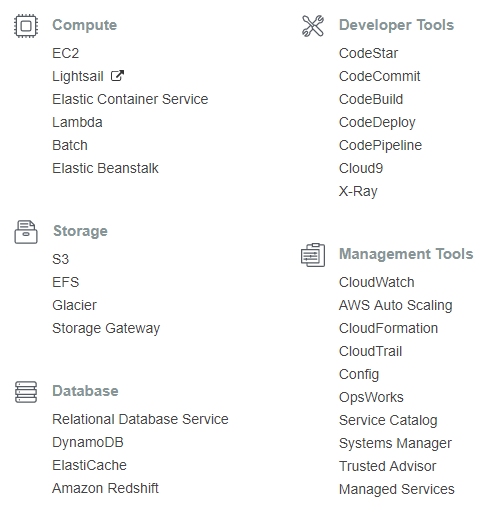 Compute
EC2
Lightsail
Elastic Container Service
Lambda
Batch
Elastic Beanstalk
Storage
S3
EFS
Glacier
Storage Gateway
Database
Relational Database Service
DynamoDB
ElastiCache
Amazon Redshift
Developer Tools
CodeStar
CodeCommit
CodeBuild
CodeDeploy
CodePipeline
Cloud9
X-Ray
Management Tools
CloudWatch
AWS Auto Scaling
CloudFormation
CloudTrail
Config
OpsWorks
Service Catalog
Systems Manager
Trusted Advisor
Managed Services